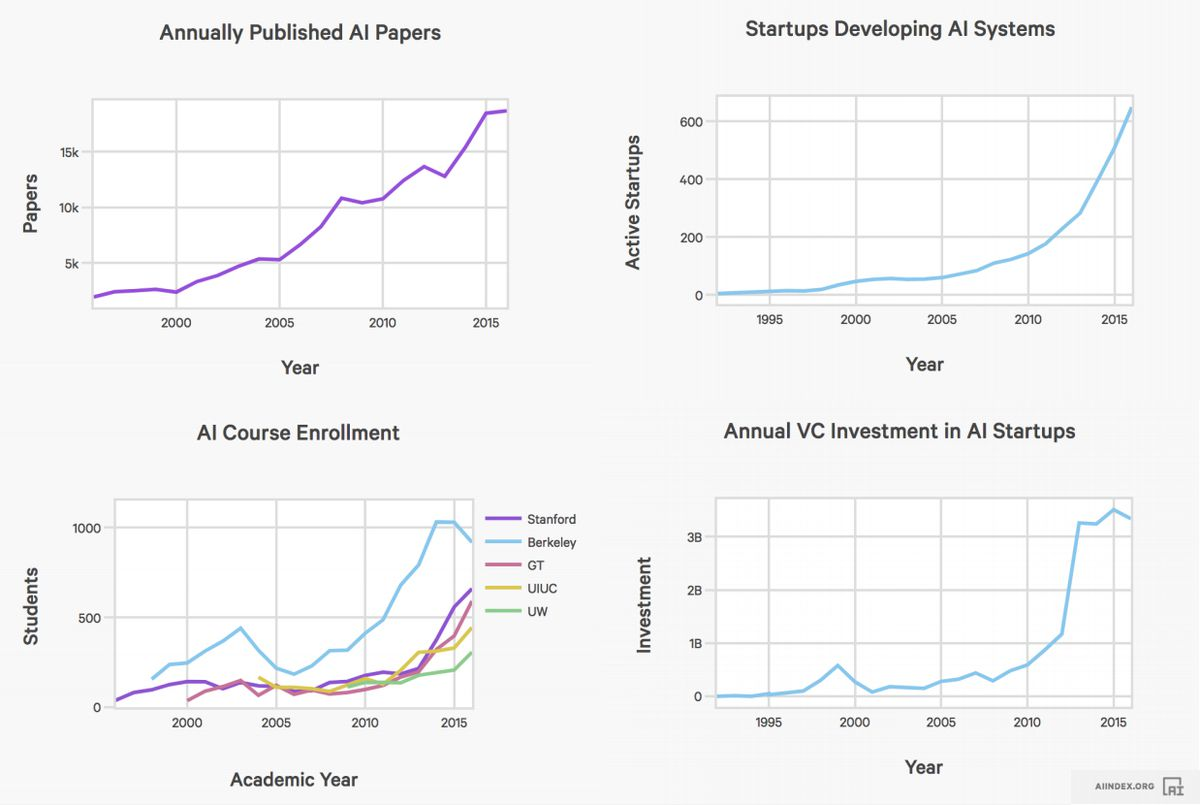 Annually Published AI Papers
Papers
15k
10k
5k
2000 2005 2010 2015
Year
Startups Developing AI Systems
Active Startups
600
400
200
0
1995 2000 2005 2010 2015
Year
AI Course Enrollment
Students
1000
500
0
2000 2005 2010 2015
Academic Year
Stanford
Berkeley
GT
UIUC
UW
Annual VC Investment in AI Startups
Investment
3B
2B
1B
0
1995 2000 2005 2010 2015
Year
AIINDEX.ORG AI